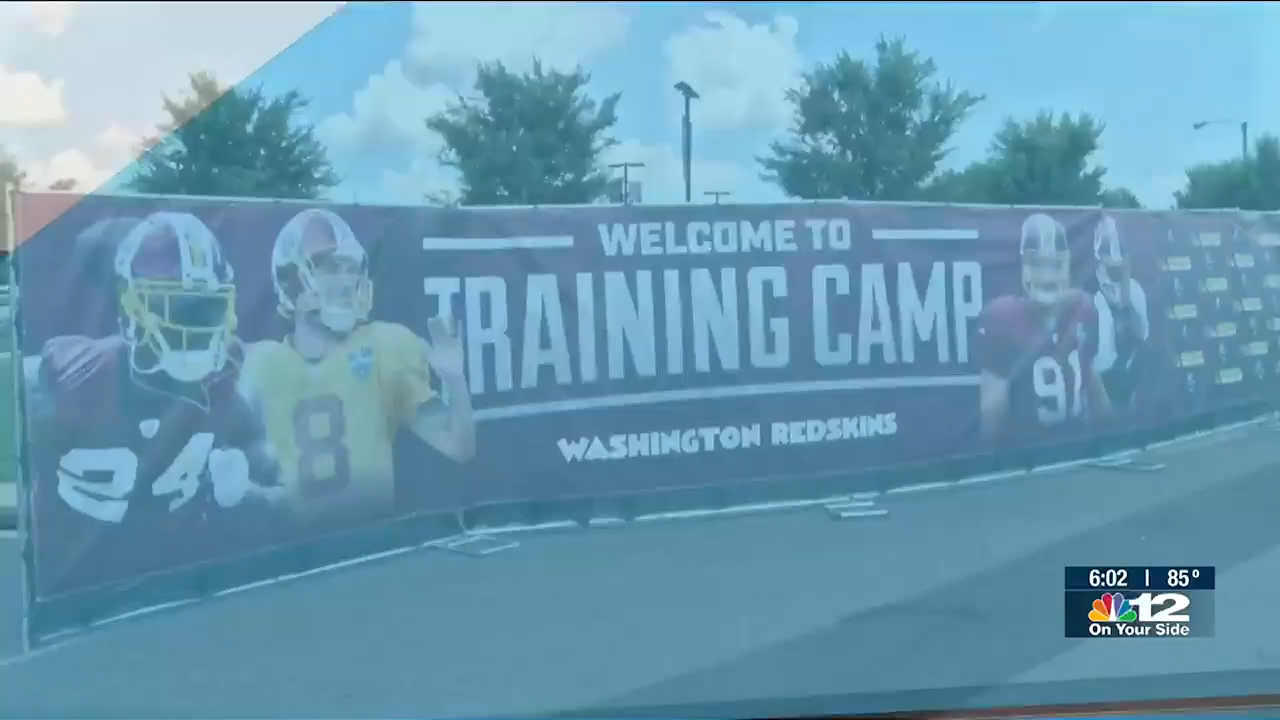 WELCOME TO
TRAINING CAMP
WASHINGTON REDSKINS
24
8
91
6:02 | 85°
12
On Your Side